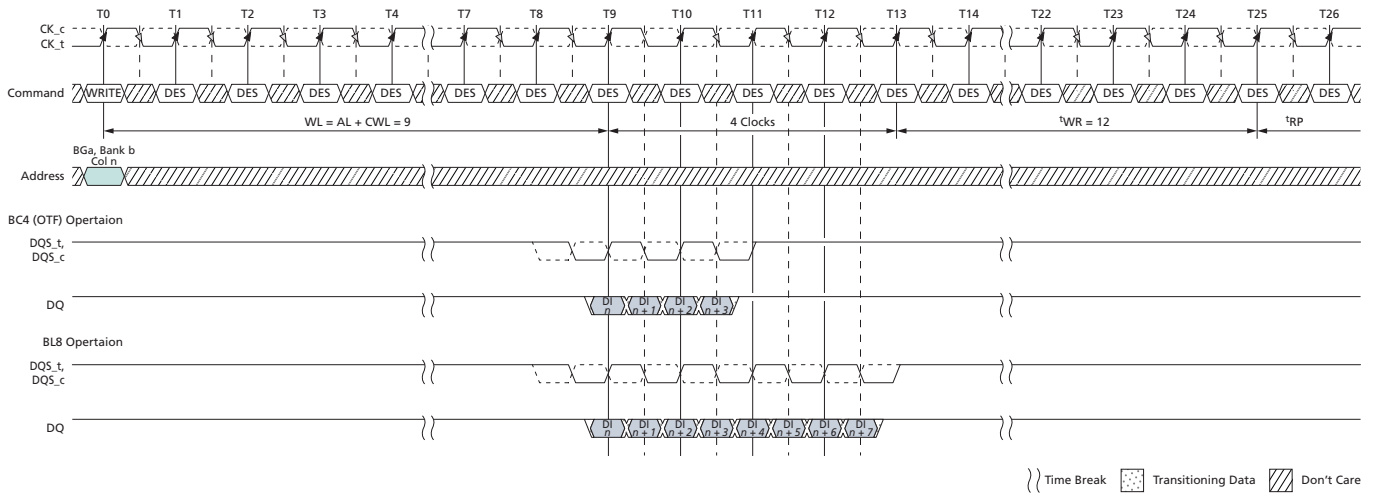 T0 T1 T2 T3 T4 T7 T8 T9 T10 T11 T12 T13 T14 T22 T23 T24 T25 T26
CK_c
CK_t
Command WRITE DES DES DES DES DES DES DES DES DES DES DES DES DES DES DES DES DES
WL = AL + CWL = 9 4 Clocks tWR = 12 tRP
BGa, Bank b
Col n
Address
BC4 (OTF) Opertaion
DQS_t,
DQS_c
DQ DI n DI n + 1 DI n + 2 DI n + 3
BL8 Opertaion
DQS_t,
DQS_c
DQ DI n DI n + 1 DI n + 2 DI n + 3 DI n + 4 DI n + 5 DI n + 6 DI n + 7
Time Break Transitioning Data Don't Care